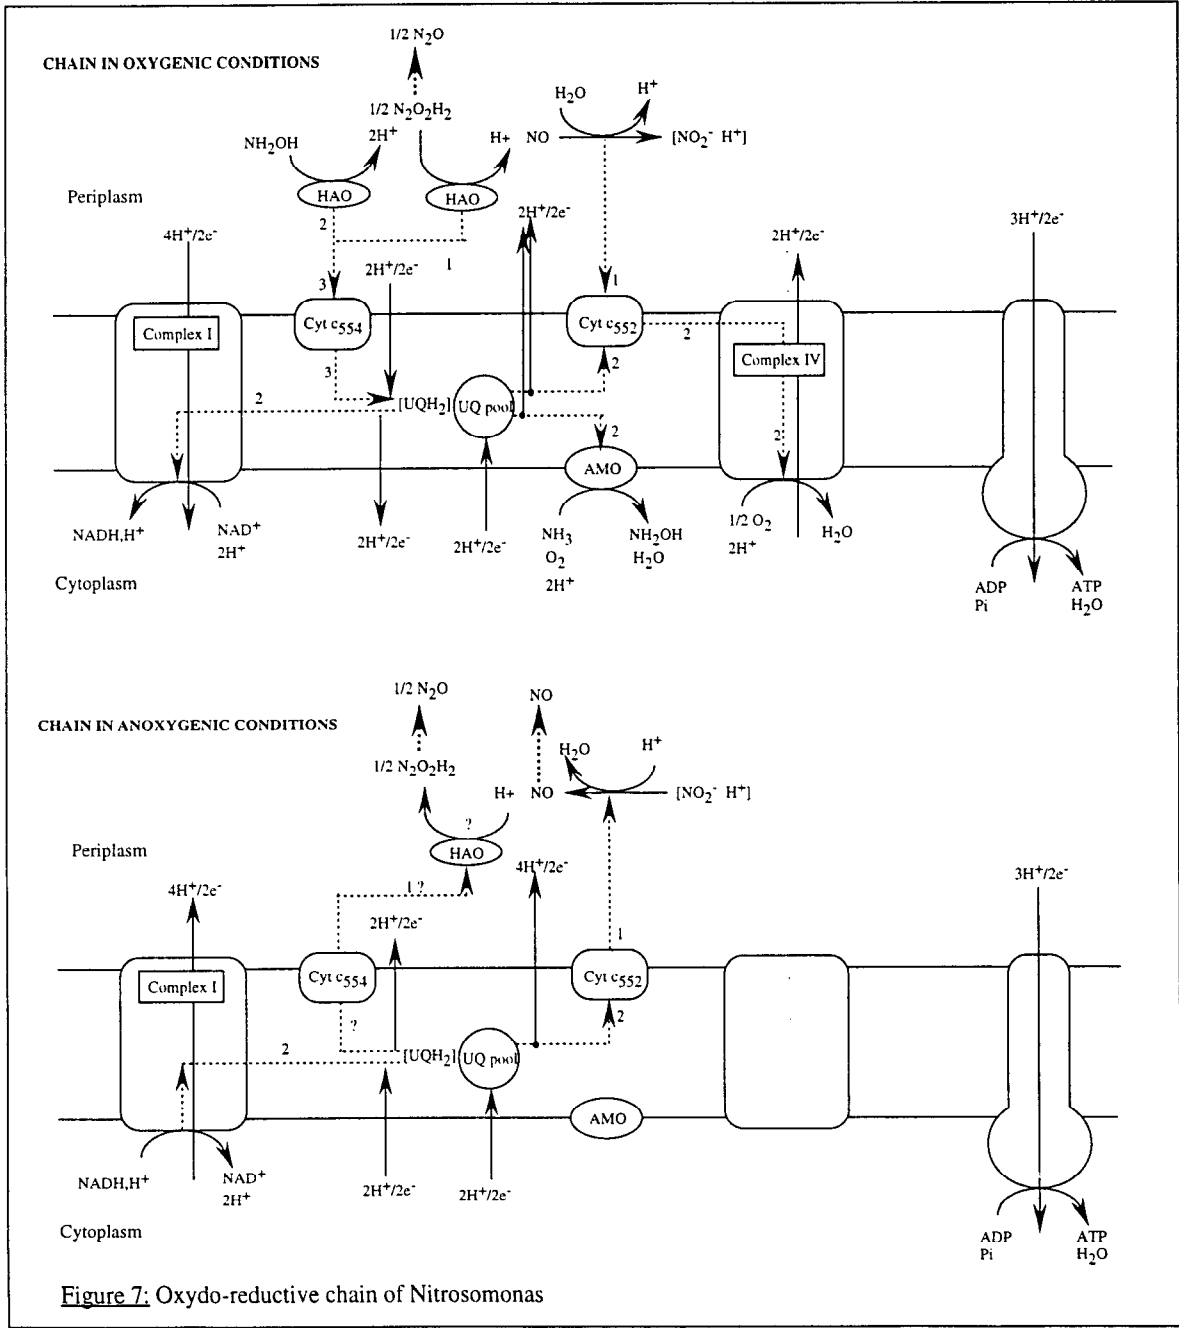 1/2 N2O
CHAIN IN OXYGENIC CONDITIONS
1/2 N2O2H2
H2O
H+
NH2OH
2H+
H+
NO
[NO2- H+]
HAO
HAO
Periplasm
2
1
4H+/2e-
2H+/2e-
2H+/2e-
2H+/2e-
3H+/2e-
3
1
Cyt c554
Cyt c552
2
Complex I
Complex IV
3
2
2
[UQH2]
UQ pool
2
2
AMO
NADH,H+
NAD+
2H+
2H+/2e-
2H+/2e-
NH3
O2
2H+
NH2OH
H2O
1/2 O2
2H+
H2O
Cytoplasm
ADP
Pi
ATP
H2O
1/2 N2O
NO
CHAIN IN ANOXYGENIC CONDITIONS
1/2 N2O2H2
H2O
H+
H+
NO
[NO2- H+]
?
HAO
Periplasm
4H+/2e-
1 ?
2H+/2e-
4H+/2e-
3H+/2e-
1
Cyt c554
Cyt c552
Complex I
?
2
2
[UQH2]
UQ pool
AMO
NADH,H+
NAD+
2H+
2H+/2e-
2H+/2e-
Cytoplasm
ADP
Pi
ATP
H2O
Figure 7: Oxydo-reductive chain of Nitrosomonas